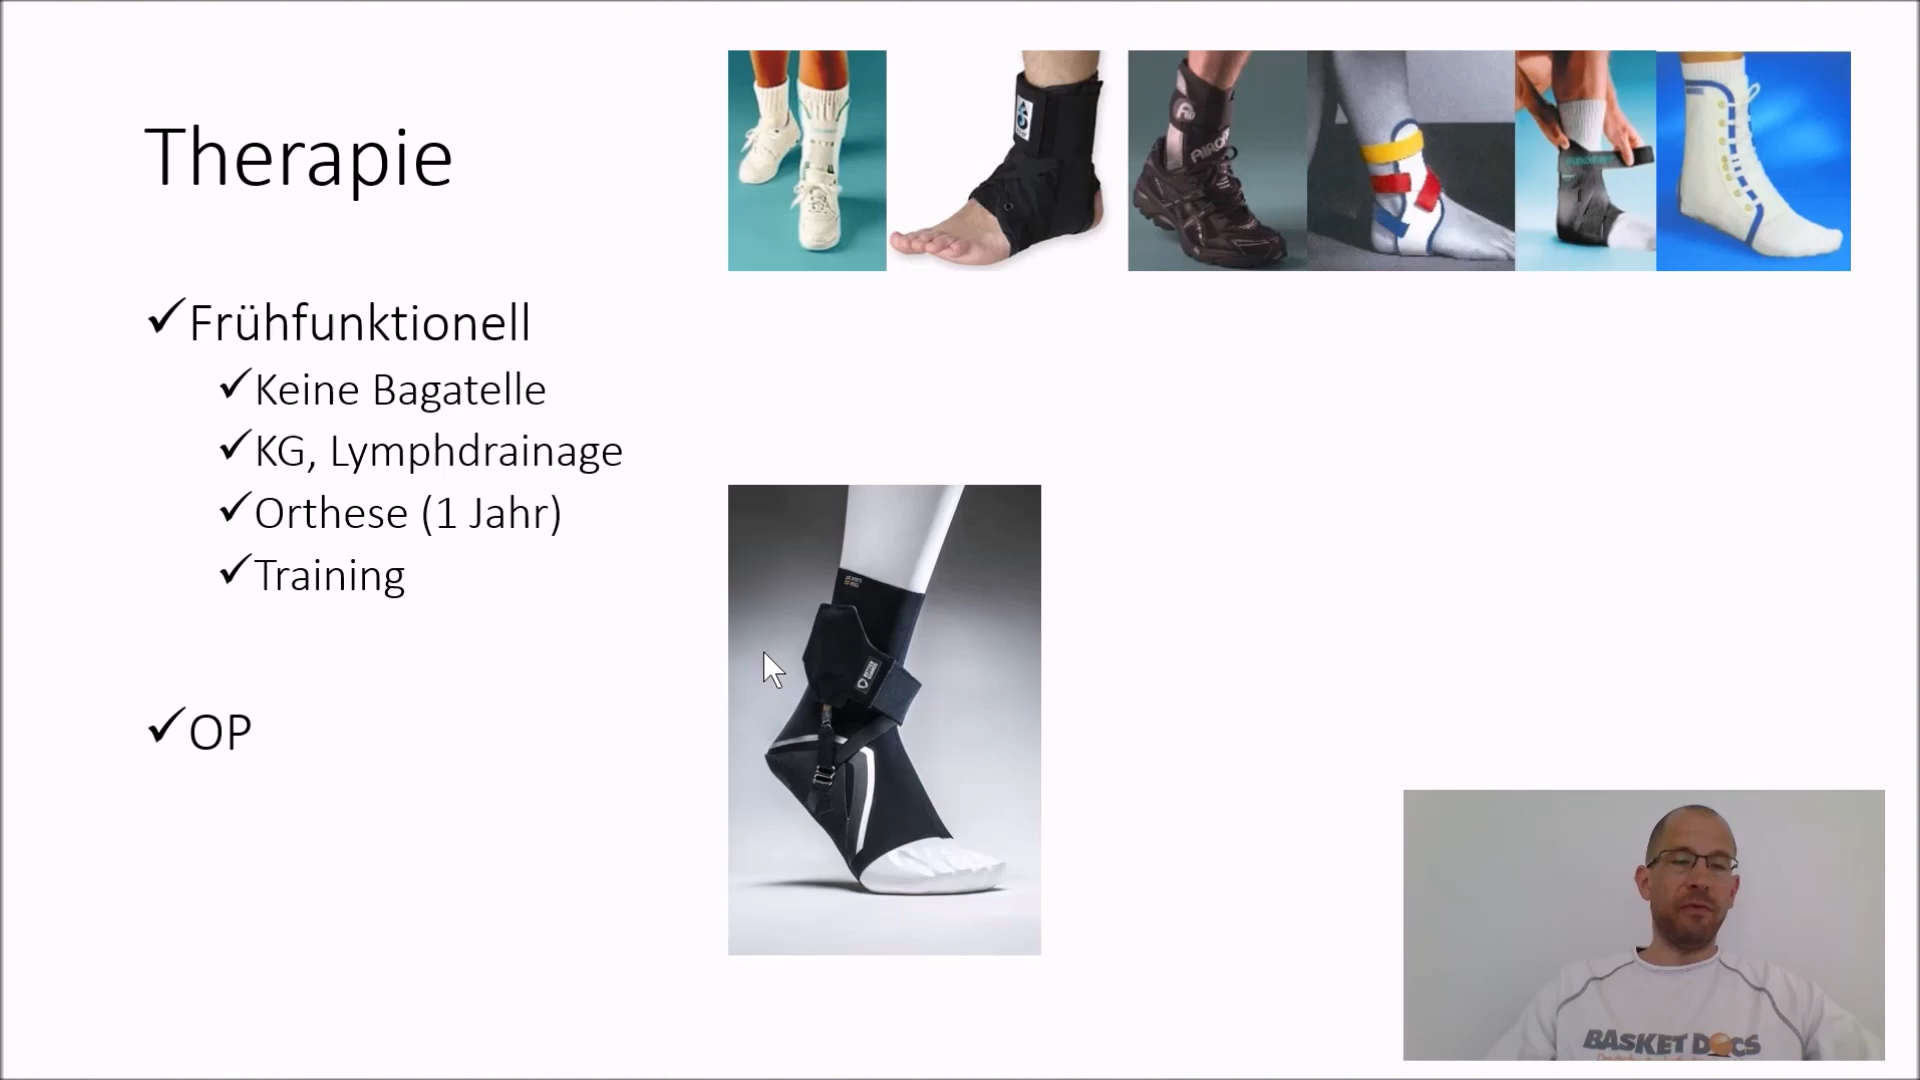 Therapie
✓Frühfunktionell
✓Keine Bagatelle
✓KG, Lymphdrainage
✓Orthese (1 Jahr)
✓Training
✓OP
BASKET DOCS